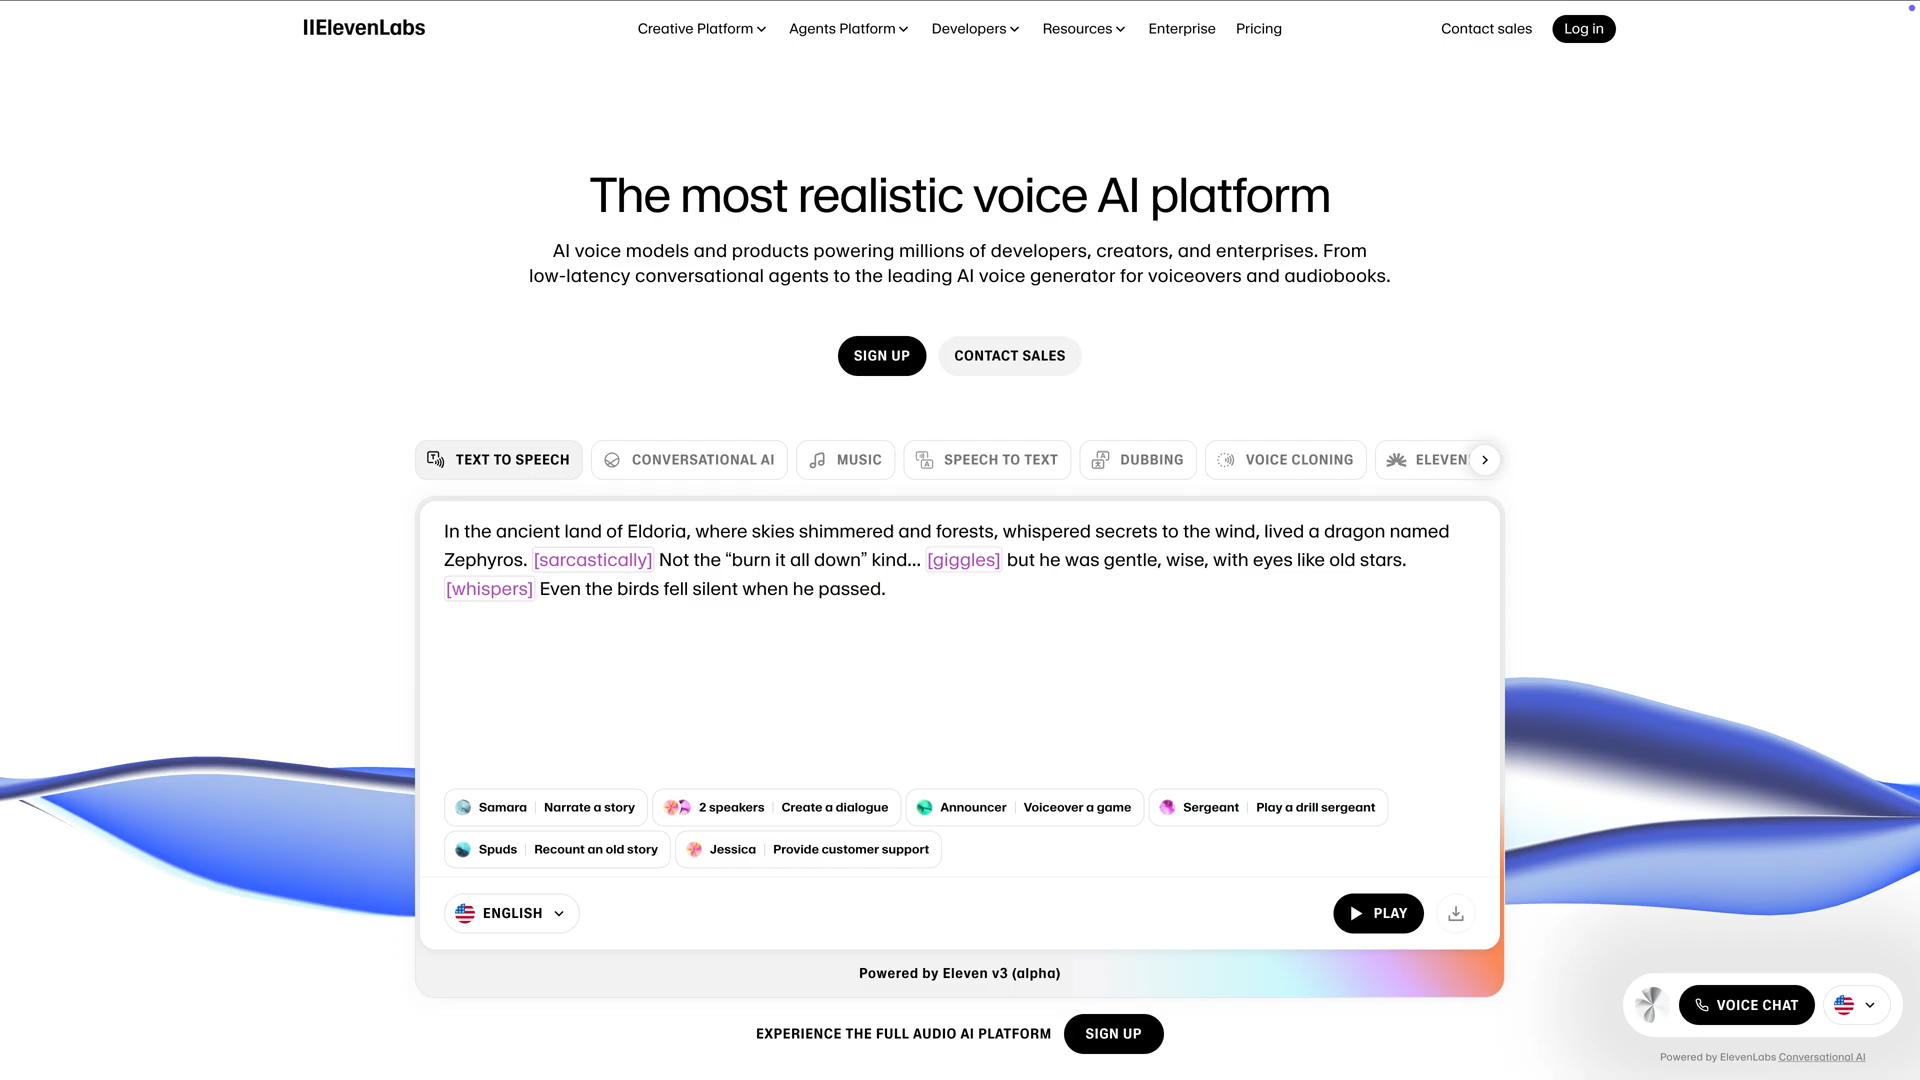 IIElevenLabs
Creative Platform
Agents Platform
Developers
Resources
Enterprise
Pricing
Contact sales
Log in
The most realistic voice AI platform
AI voice models and products powering millions of developers, creators, and enterprises. From
low-latency conversational agents to the leading AI voice generator for voiceovers and audiobooks.
SIGN UP
CONTACT SALES
TEXT TO SPEECH
CONVERSATIONAL AI
MUSIC
SPEECH TO TEXT
DUBBING
VOICE CLONING
ELEVEN
In the ancient land of Eldoria, where skies shimmered and forests, whispered secrets to the wind, lived a dragon named
Zephyros. [sarcastically] Not the “burn it all down” kind... [giggles] but he was gentle, wise, with eyes like old stars.
[whispers] Even the birds fell silent when he passed.
Samara Narrate a story
2 speakers Create a dialogue
Announcer Voiceover a game
Sergeant Play a drill sergeant
Spuds Recount an old story
Jessica Provide customer support
ENGLISH
PLAY
Powered by Eleven v3 (alpha)
EXPERIENCE THE FULL AUDIO AI PLATFORM
SIGN UP
VOICE CHAT
Powered by ElevenLabs Conversational AI